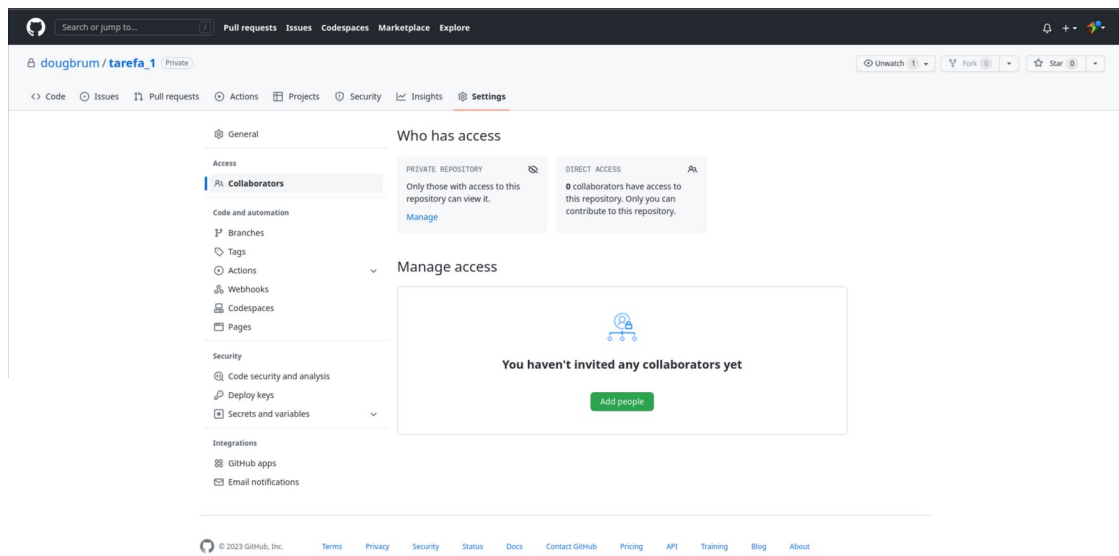 Search or jump to... /
Pull requests Issues Codespaces Marketplace Explore
dougbrum / tarefa_1 Private
Unwatch 1 Fork 0 Star 0
Code Issues Pull requests Actions Projects Security Insights Settings
General
Access
Collaborators
Code and automation
Branches
Tags
Actions
Webhooks
Codespaces
Pages
Security
Code security and analysis
Deploy keys
Secrets and variables
Integrations
GitHub apps
Email notifications
Who has access
PRIVATE REPOSITORY
Only those with access to this
repository can view it.
Manage
DIRECT ACCESS
0 collaborators have access to
this repository. Only you can
contribute to this repository.
Manage access
You haven't invited any collaborators yet
Add people
© 2023 GitHub, Inc. Terms Privacy Security Status Docs Contact GitHub Pricing API Training Blog About